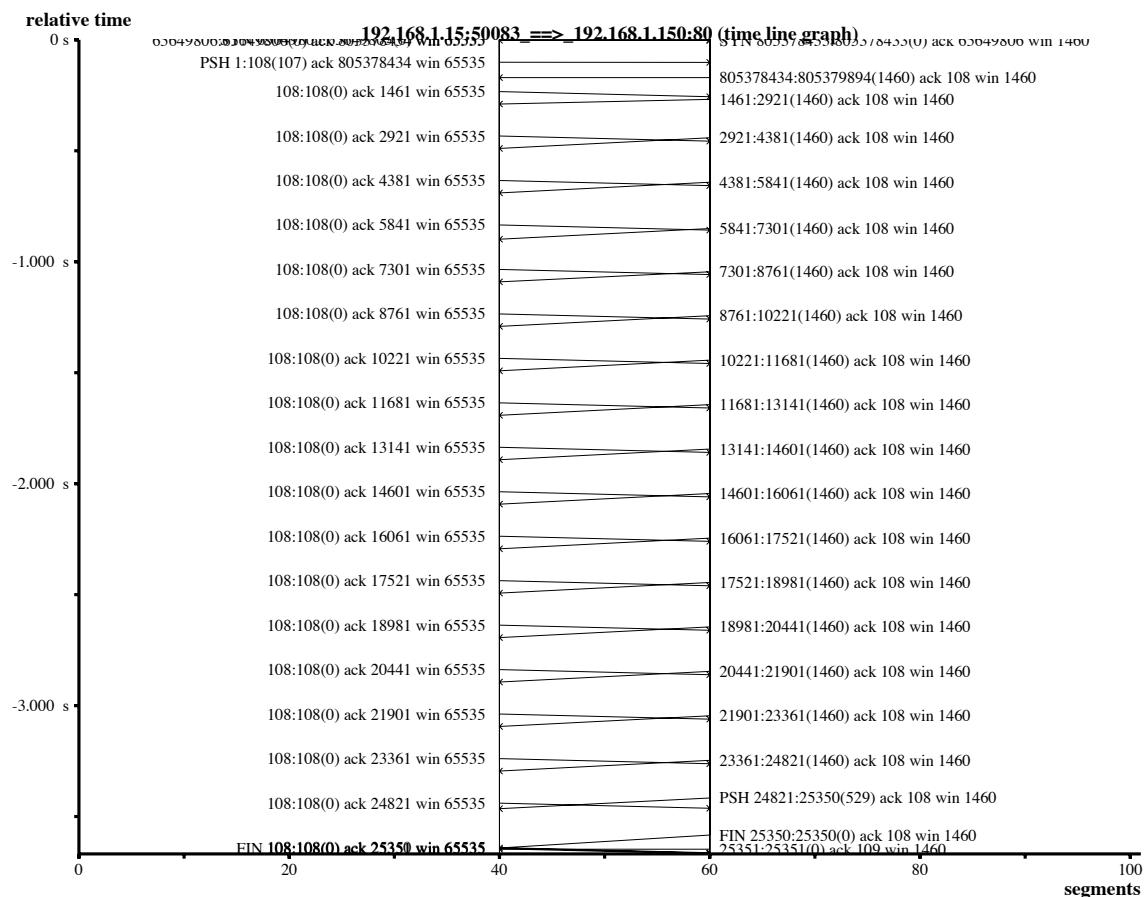 relative time
192.168.1.15:50083_==>_192.168.1.150:80 (time line graph)
0 s
SYN 805378433:805378433(0) ack 65649806 win 1460
PSH 1:108(107) ack 805378434 win 65535
805378434:805379894(1460) ack 108 win 1460
108:108(0) ack 1461 win 65535
1461:2921(1460) ack 108 win 1460
108:108(0) ack 2921 win 65535
2921:4381(1460) ack 108 win 1460
108:108(0) ack 4381 win 65535
4381:5841(1460) ack 108 win 1460
108:108(0) ack 5841 win 65535
5841:7301(1460) ack 108 win 1460
-1.000 s
108:108(0) ack 7301 win 65535
7301:8761(1460) ack 108 win 1460
108:108(0) ack 8761 win 65535
8761:10221(1460) ack 108 win 1460
108:108(0) ack 10221 win 65535
10221:11681(1460) ack 108 win 1460
108:108(0) ack 11681 win 65535
11681:13141(1460) ack 108 win 1460
108:108(0) ack 13141 win 65535
13141:14601(1460) ack 108 win 1460
-2.000 s
108:108(0) ack 14601 win 65535
14601:16061(1460) ack 108 win 1460
108:108(0) ack 16061 win 65535
16061:17521(1460) ack 108 win 1460
108:108(0) ack 17521 win 65535
17521:18981(1460) ack 108 win 1460
108:108(0) ack 18981 win 65535
18981:20441(1460) ack 108 win 1460
108:108(0) ack 20441 win 65535
20441:21901(1460) ack 108 win 1460
-3.000 s
108:108(0) ack 21901 win 65535
21901:23361(1460) ack 108 win 1460
108:108(0) ack 23361 win 65535
23361:24821(1460) ack 108 win 1460
108:108(0) ack 24821 win 65535
PSH 24821:25350(529) ack 108 win 1460
FIN 25350:25350(0) ack 108 win 1460
FIN 108:108(0) ack 25350 win 65535
25351:25351(0) ack 109 win 1460
0 20 40 60 80 100
segments